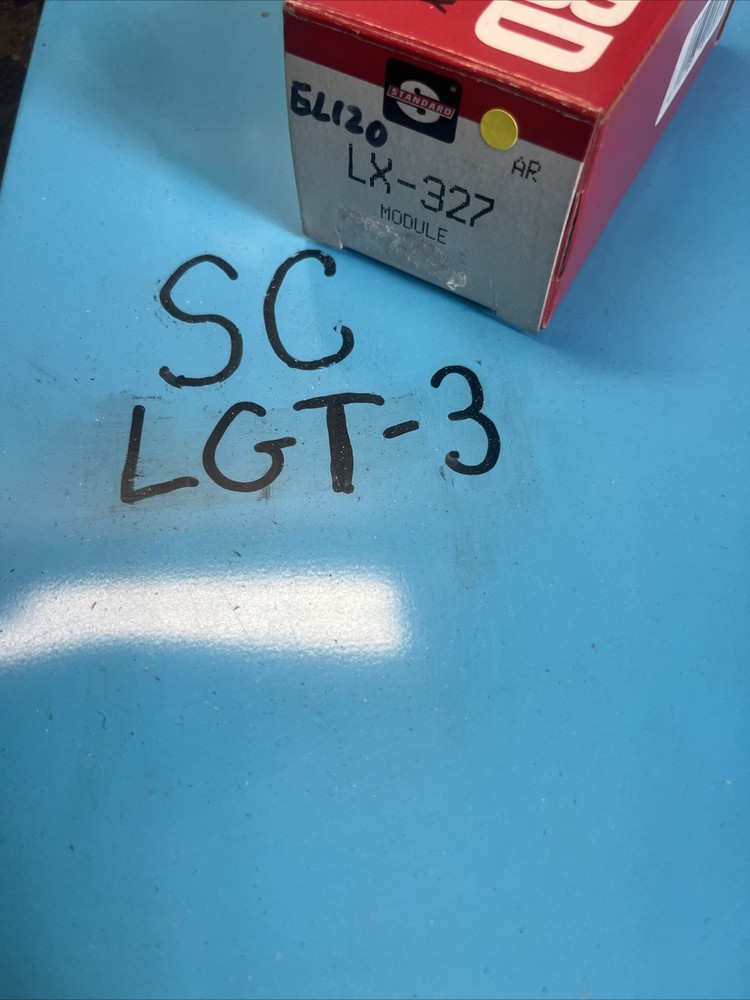 STANDARD
EL120
AR
LX-327
MODULE
SC
LGT-3